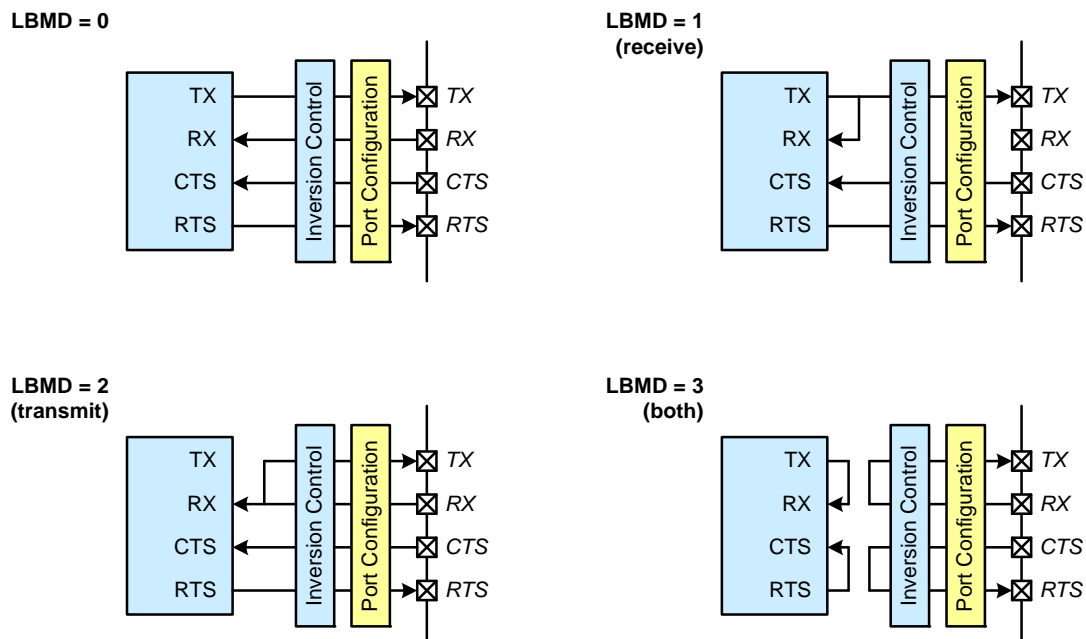 LBMD = 0
TX
RX
CTS
RTS
Inversion Control
Port Configuration
TX
RX
CTS
RTS
LBMD = 1
(receive)
TX
RX
CTS
RTS
Inversion Control
Port Configuration
TX
RX
CTS
RTS
LBMD = 2
(transmit)
TX
RX
CTS
RTS
Inversion Control
Port Configuration
TX
RX
CTS
RTS
LBMD = 3
(both)
TX
RX
CTS
RTS
Inversion Control
Port Configuration
TX
RX
CTS
RTS